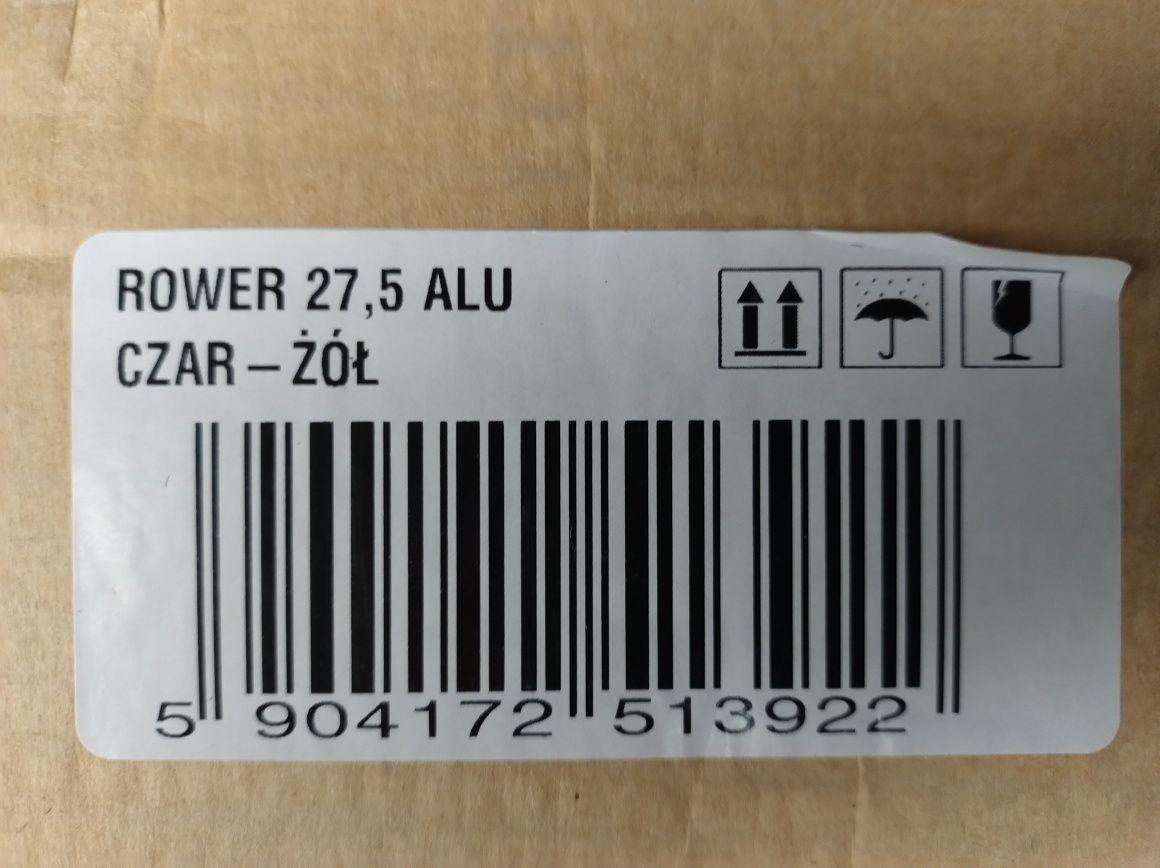 ROWER 27,5 ALU
CZAR – ŻÓŁ
5 904172 513922